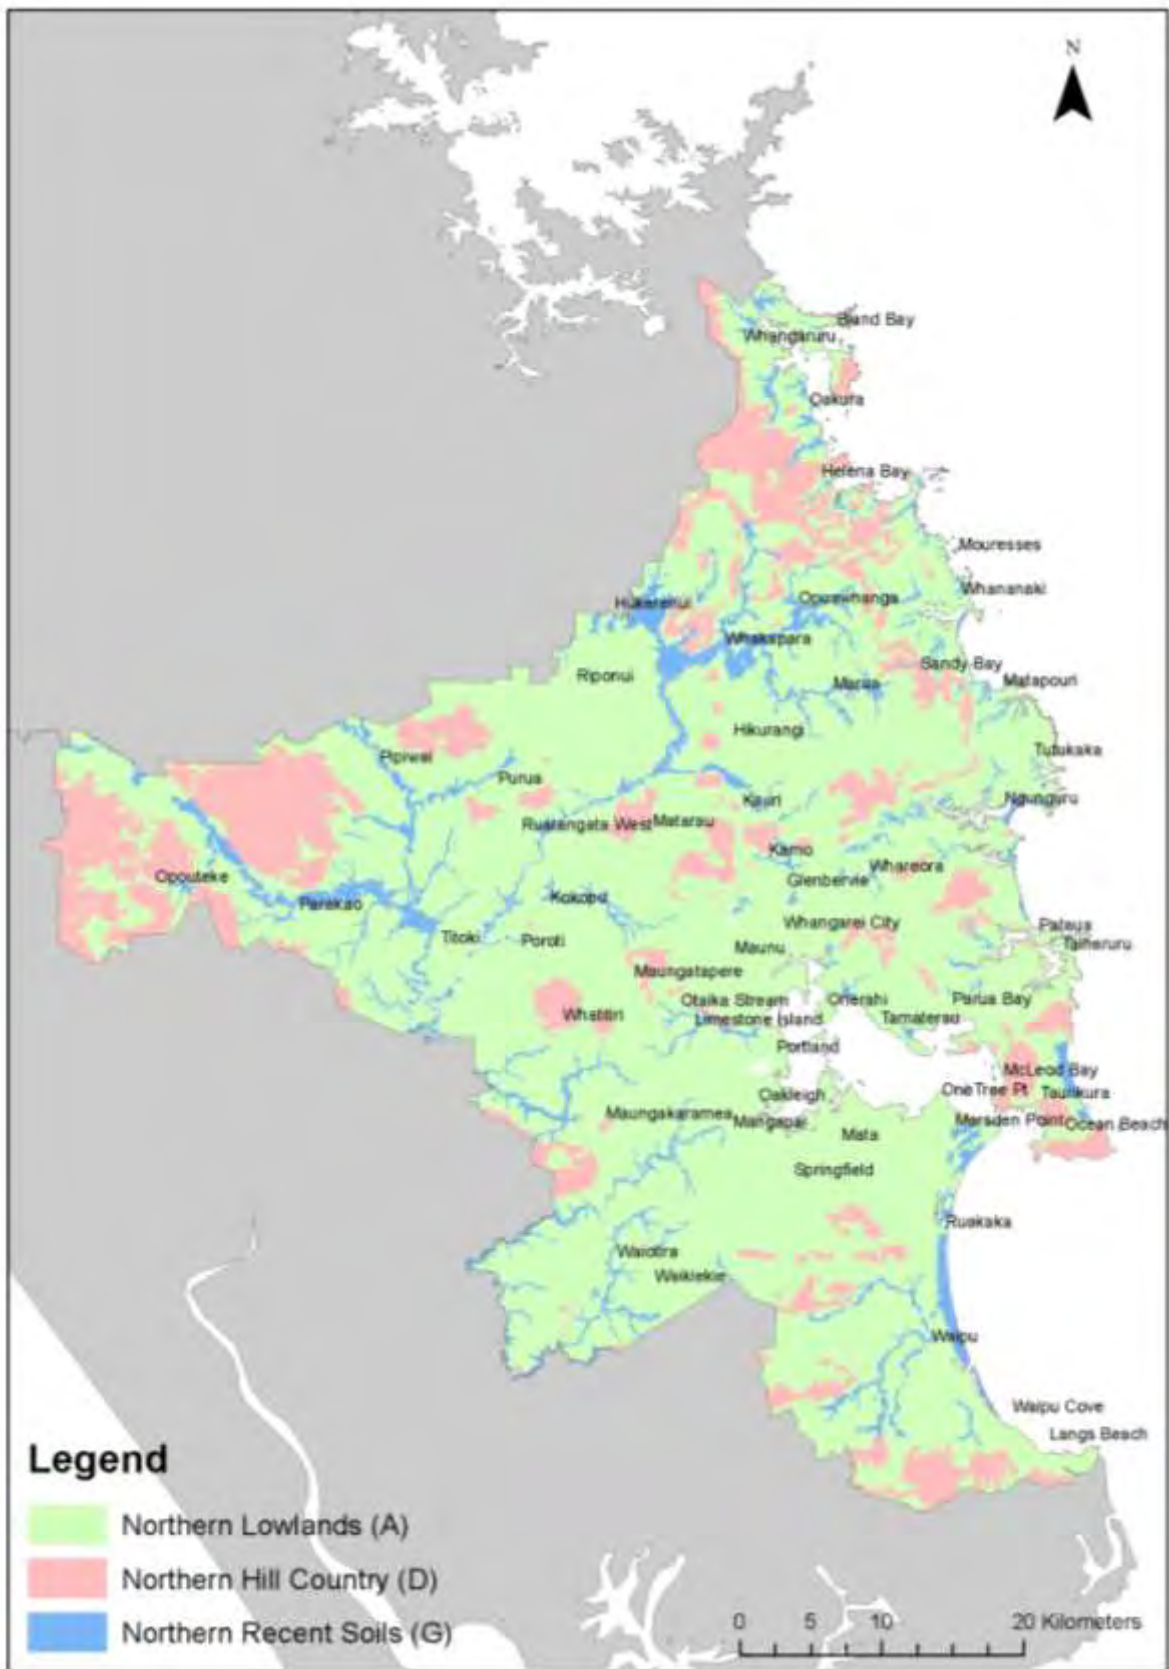 N
Bland Bay
Whangaruru
Oakura
Helena Bay
Mouresses
Whananaki
Hukerenui
Opuawhanga
Whakapara
Sandy Bay
Riponui
Marua
Matapouri
Hikurangi
Tutukaka
Pipiwai
Purua
Kauri
Ngunguru
Ruatangata West
Matarau
Kamo
Whareora
Opouteke
Glenbervie
Parakao
Kokopu
Whangarei City
Pataua
Titoki
Poroti
Maunu
Taiheruru
Maungatapere
Otaika Stream
Onerahi
Parua Bay
Whatitiri
Limestone Island
Tamaterau
Portland
McLeod Bay
Oakleigh
One Tree Pt
Taurikura
Maungakaramea
Mangapai
Marsden Point
Ocean Beach
Mata
Springfield
Ruakaka
Waiotira
Waikiekie
Waipu
Waipu Cove
Langs Beach
Legend
Northern Lowlands (A)
Northern Hill Country (D)
Northern Recent Soils (G)
0 5 10 20 Kilometers